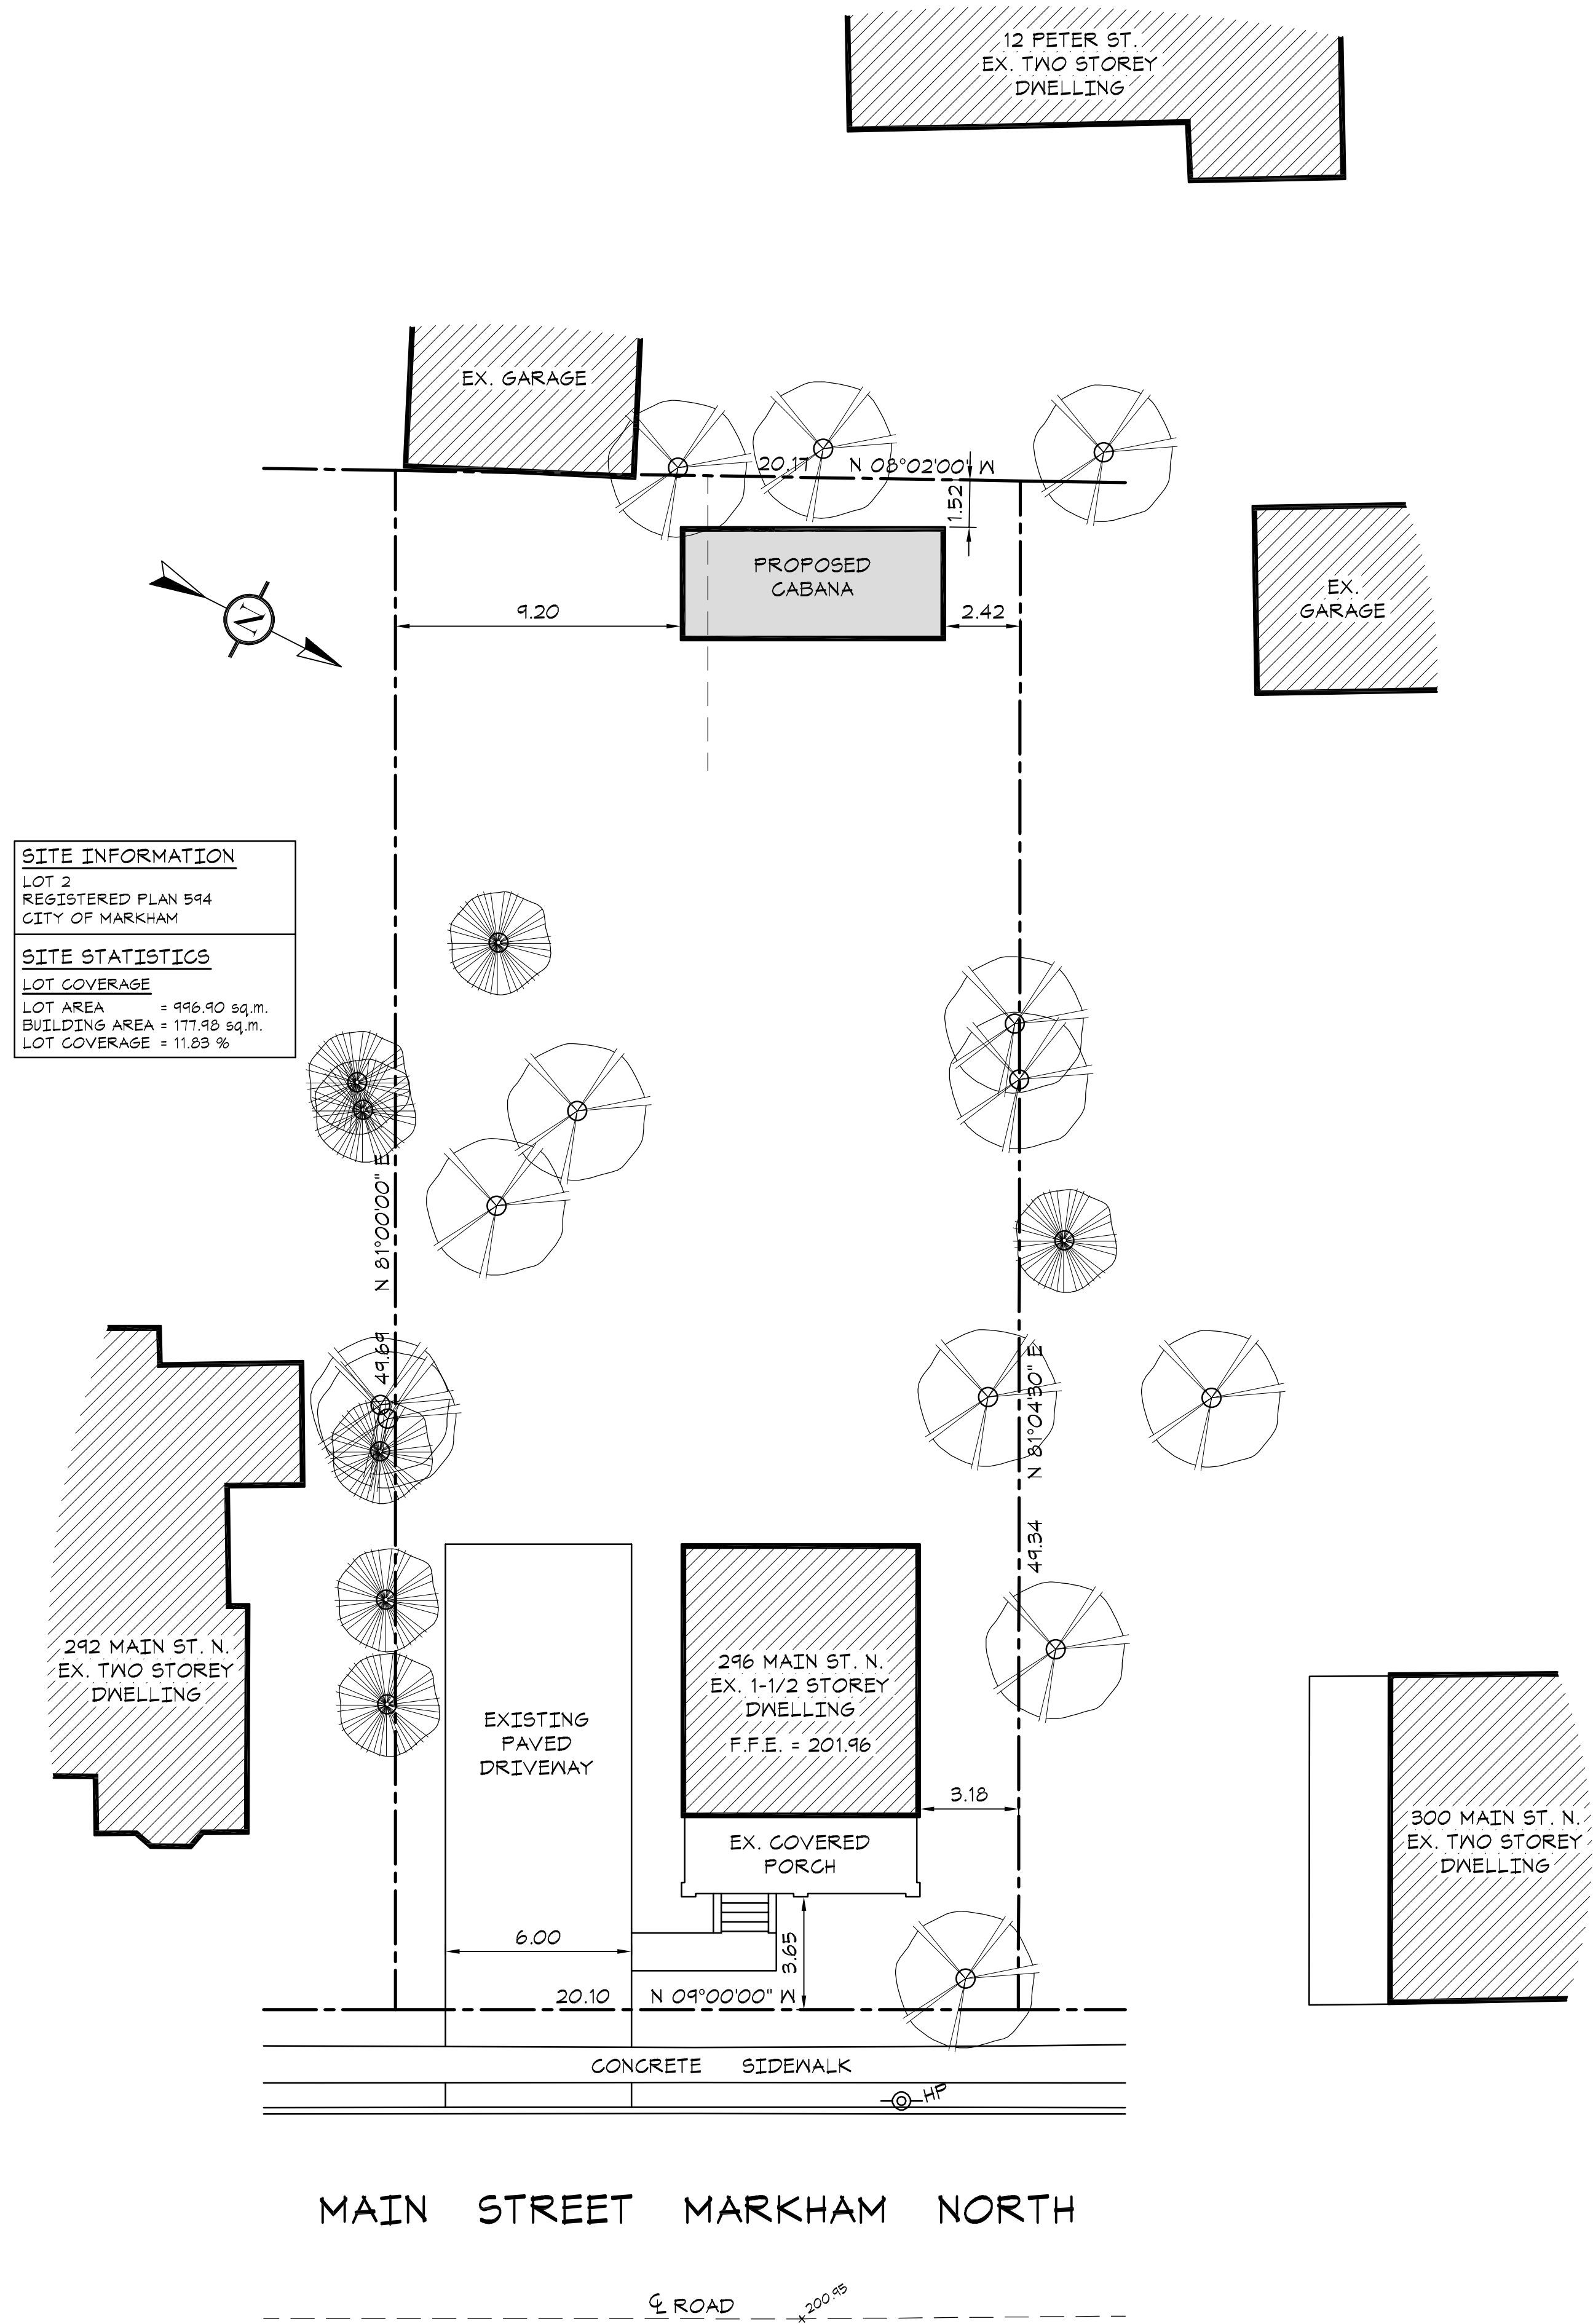 12 PETER ST.
EX. TWO STOREY
DWELLING
EX. GARAGE
20.17 N 08°02'00" W
1.52
PROPOSED
CABANA
EX.
GARAGE
N
9.20
2.42
SITE INFORMATION
LOT 2
REGISTERED PLAN 594
CITY OF MARKHAM
SITE STATISTICS
LOT COVERAGE
LOT AREA = 996.90 sq.m.
BUILDING AREA = 177.98 sq.m.
LOT COVERAGE = 11.83 %
49.69 N 81°00'00" E
49.34 N 81°04'30" E
292 MAIN ST. N.
EX. TWO STOREY
DWELLING
296 MAIN ST. N.
EX. 1-1/2 STOREY
DWELLING
F.F.E. = 201.96
EXISTING
PAVED
DRIVEWAY
3.18
300 MAIN ST. N.
EX. TWO STOREY
DWELLING
EX. COVERED
PORCH
6.00
3.65
20.10 N 09°00'00" W
CONCRETE SIDEWALK
HP
MAIN STREET MARKHAM NORTH
℄ ROAD
200.95